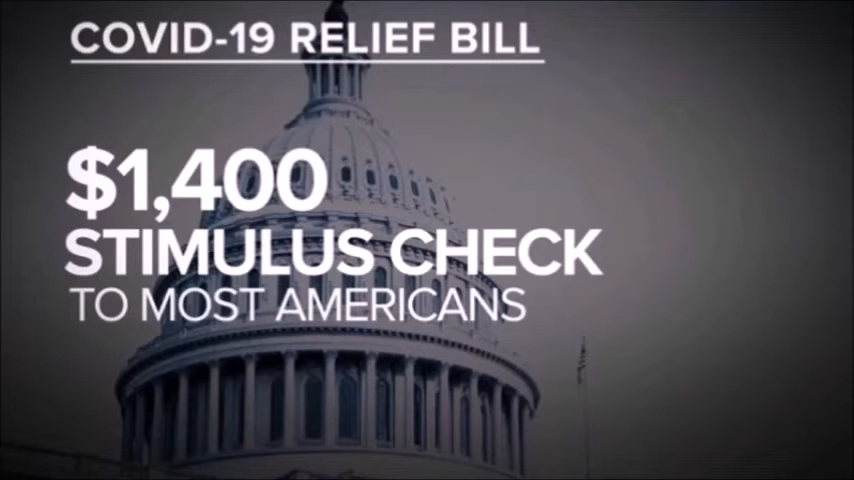 COVID-19 RELIEF BILL
$1,400
STIMULUS CHECK
TO MOST AMERICANS